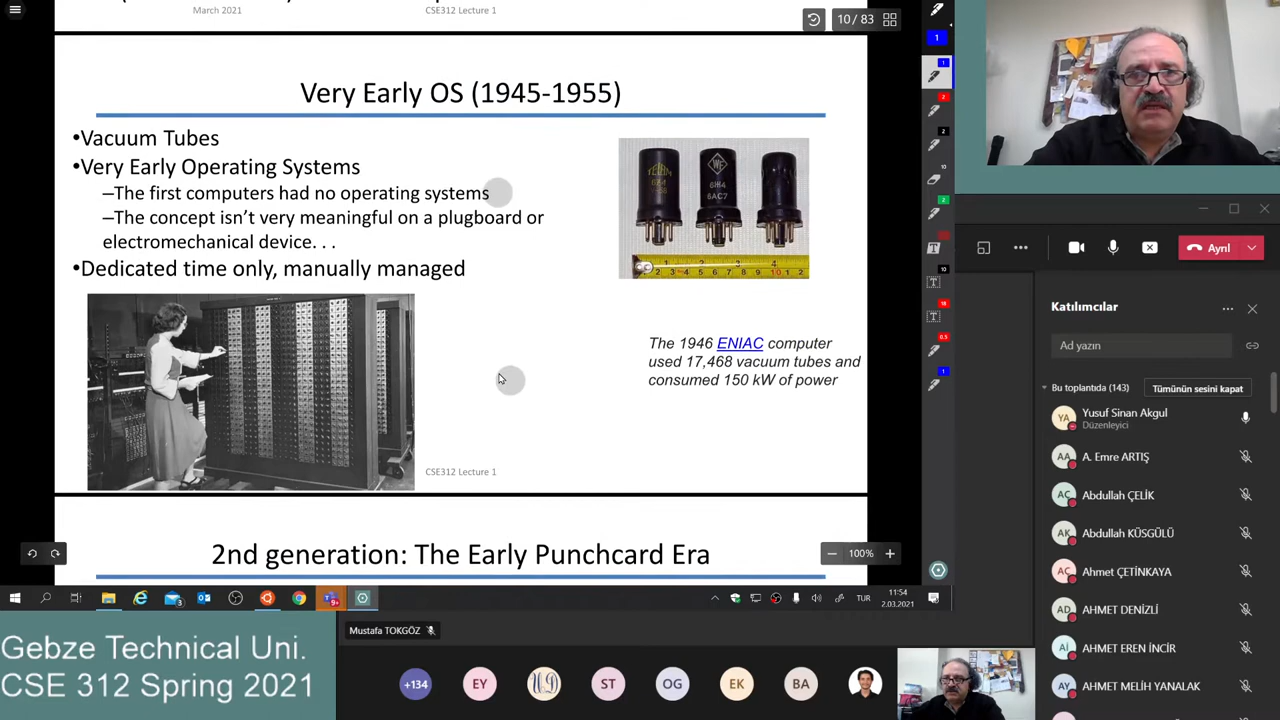 March 2021
CSE312 Lecture 1
10 / 83
Very Early OS (1945-1955)
•Vacuum Tubes
•Very Early Operating Systems
–The first computers had no operating systems
–The concept isn't very meaningful on a plugboard or
electromechanical device. . .
•Dedicated time only, manually managed
6Ж4
6AC7
The 1946 ENIAC computer
used 17,468 vacuum tubes and
consumed 150 kW of power
CSE312 Lecture 1
2nd generation: The Early Punchcard Era
100%
TUR
11:54
2.03.2021
Ayrıl
Katılımcılar
Ad yazın
Bu toplantıda (143)
Tümünün sesini kapat
YA
Yusuf Sinan Akgul
Düzenleyici
AA
A. Emre ARTIŞ
AÇ
Abdullah ÇELİK
AK
Abdullah KÜSGÜLÜ
AÇ
Ahmet ÇETİNKAYA
AD
AHMET DENİZLİ
Aİ
AHMET EREN İNCİR
AY
AHMET MELİH YANALAK
Mustafa TOKGÖZ
+134
EY
ST
OG
EK
BA
Gebze Technical Uni.
CSE 312 Spring 2021